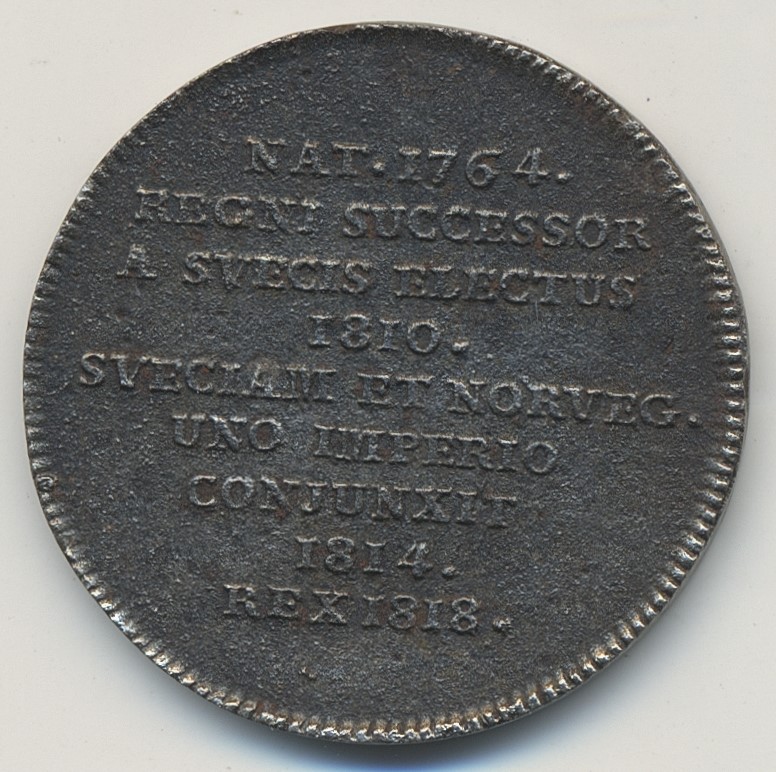 NAT. 1764.
REGNI SUCCESSOR
A SVECIS ELECTUS
1810.
SVECIAM ET NORVEG.
UNO IMPERIO
CONJUNXIT
1814.
REX 1818.